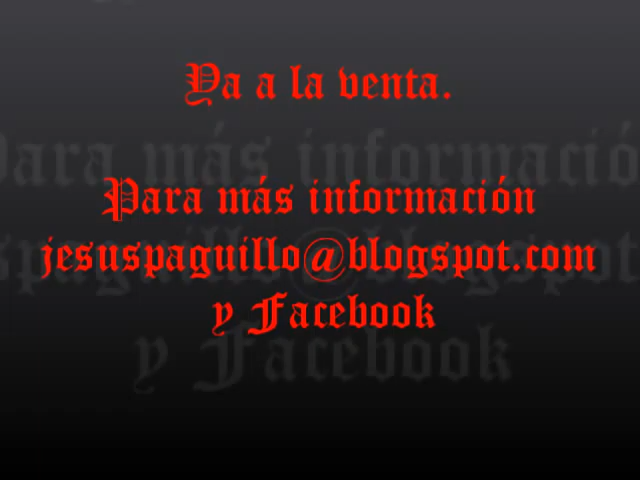 Ya a la venta.
Para más información
jesuspaguillo@blogspot.com
y Facebook